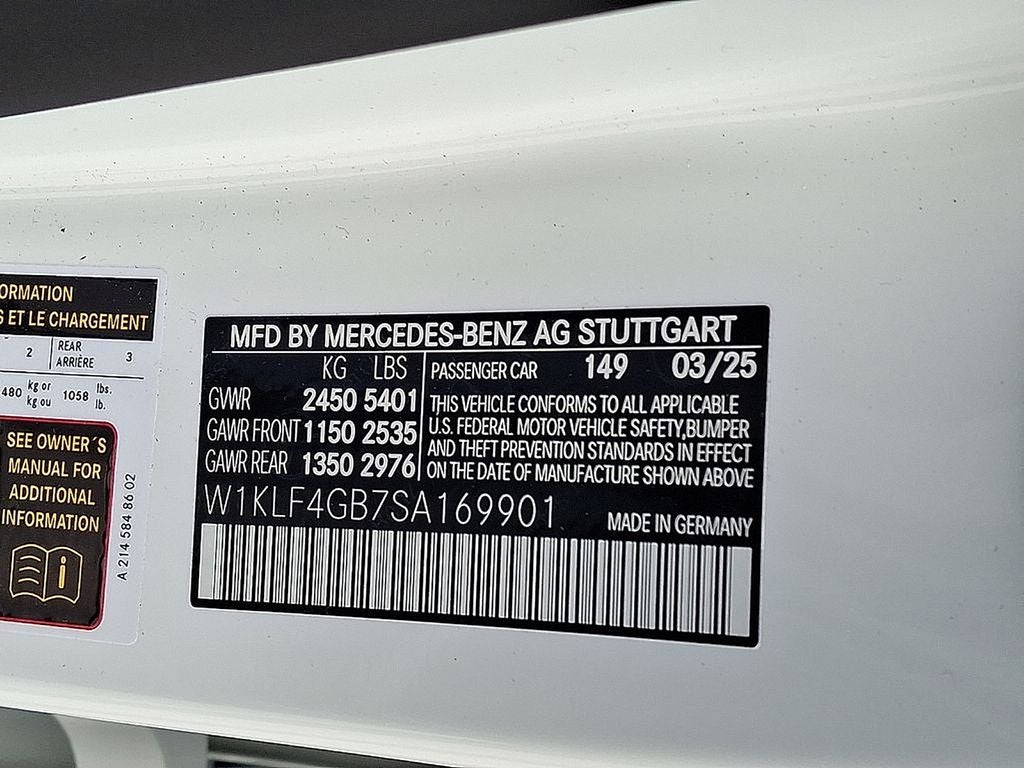 ORMATION
S ET LE CHARGEMENT
2 REAR ARRIÈRE 3
480 kg or kg ou 1058 lbs. lb.
SEE OWNER´S
MANUAL FOR
ADDITIONAL
INFORMATION
i
A 214 584 86 02
MFD BY MERCEDES-BENZ AG STUTTGART
KG LBS
GVWR 2450 5401
GAWR FRONT 1150 2535
GAWR REAR 1350 2976
PASSENGER CAR 149 03/25
THIS VEHICLE CONFORMS TO ALL APPLICABLE
U.S. FEDERAL MOTOR VEHICLE SAFETY,BUMPER
AND THEFT PREVENTION STANDARDS IN EFFECT
ON THE DATE OF MANUFACTURE SHOWN ABOVE
W1KLF4GB7SA169901
MADE IN GERMANY